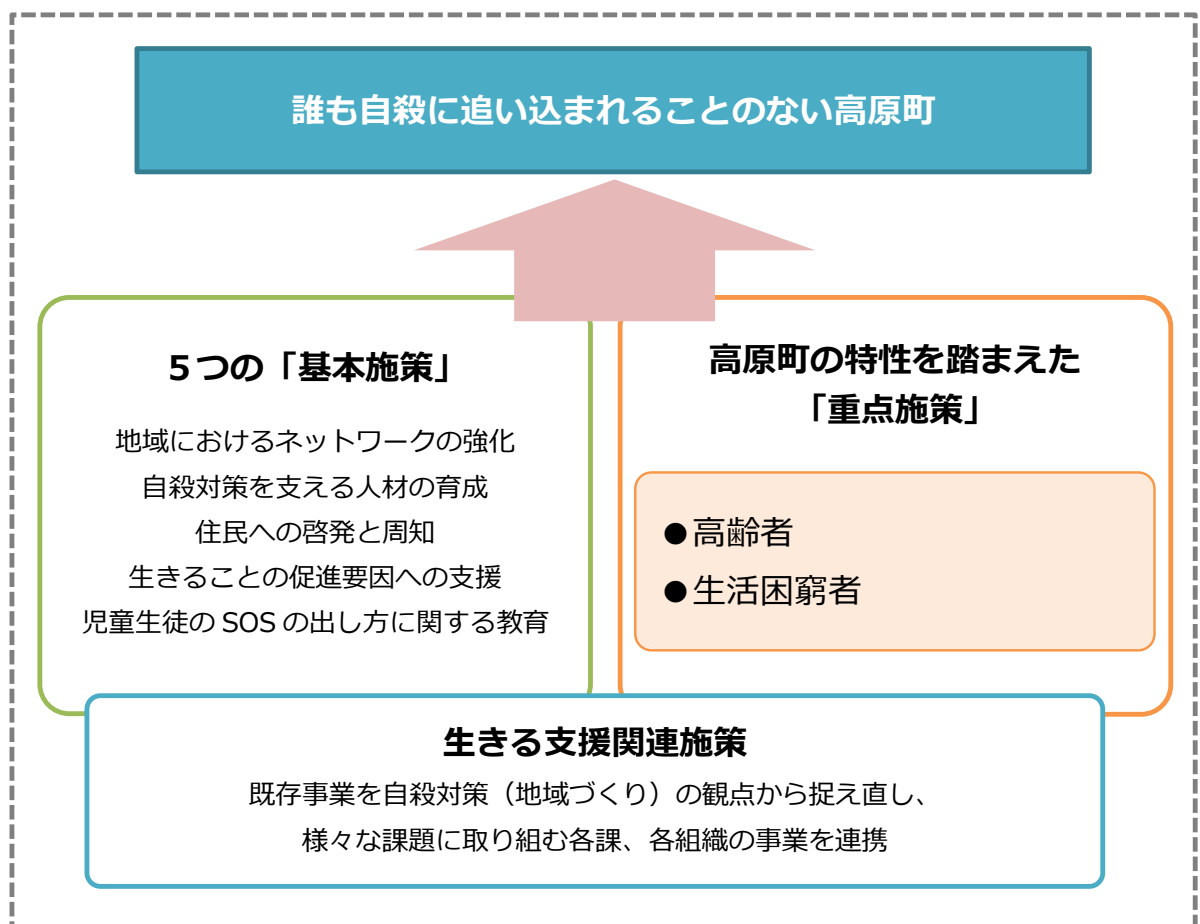 誰も自殺に追い込まれることのない高原町
５つの「基本施策」
地域におけるネットワークの強化
自殺対策を支える人材の育成
住民への啓発と周知
生きることの促進要因への支援
児童生徒の SOS の出し方に関する教育
高原町の特性を踏まえた
「重点施策」
●高齢者
●生活困窮者
生きる支援関連施策
既存事業を自殺対策（地域づくり）の観点から捉え直し、
様々な課題に取り組む各課、各組織の事業を連携